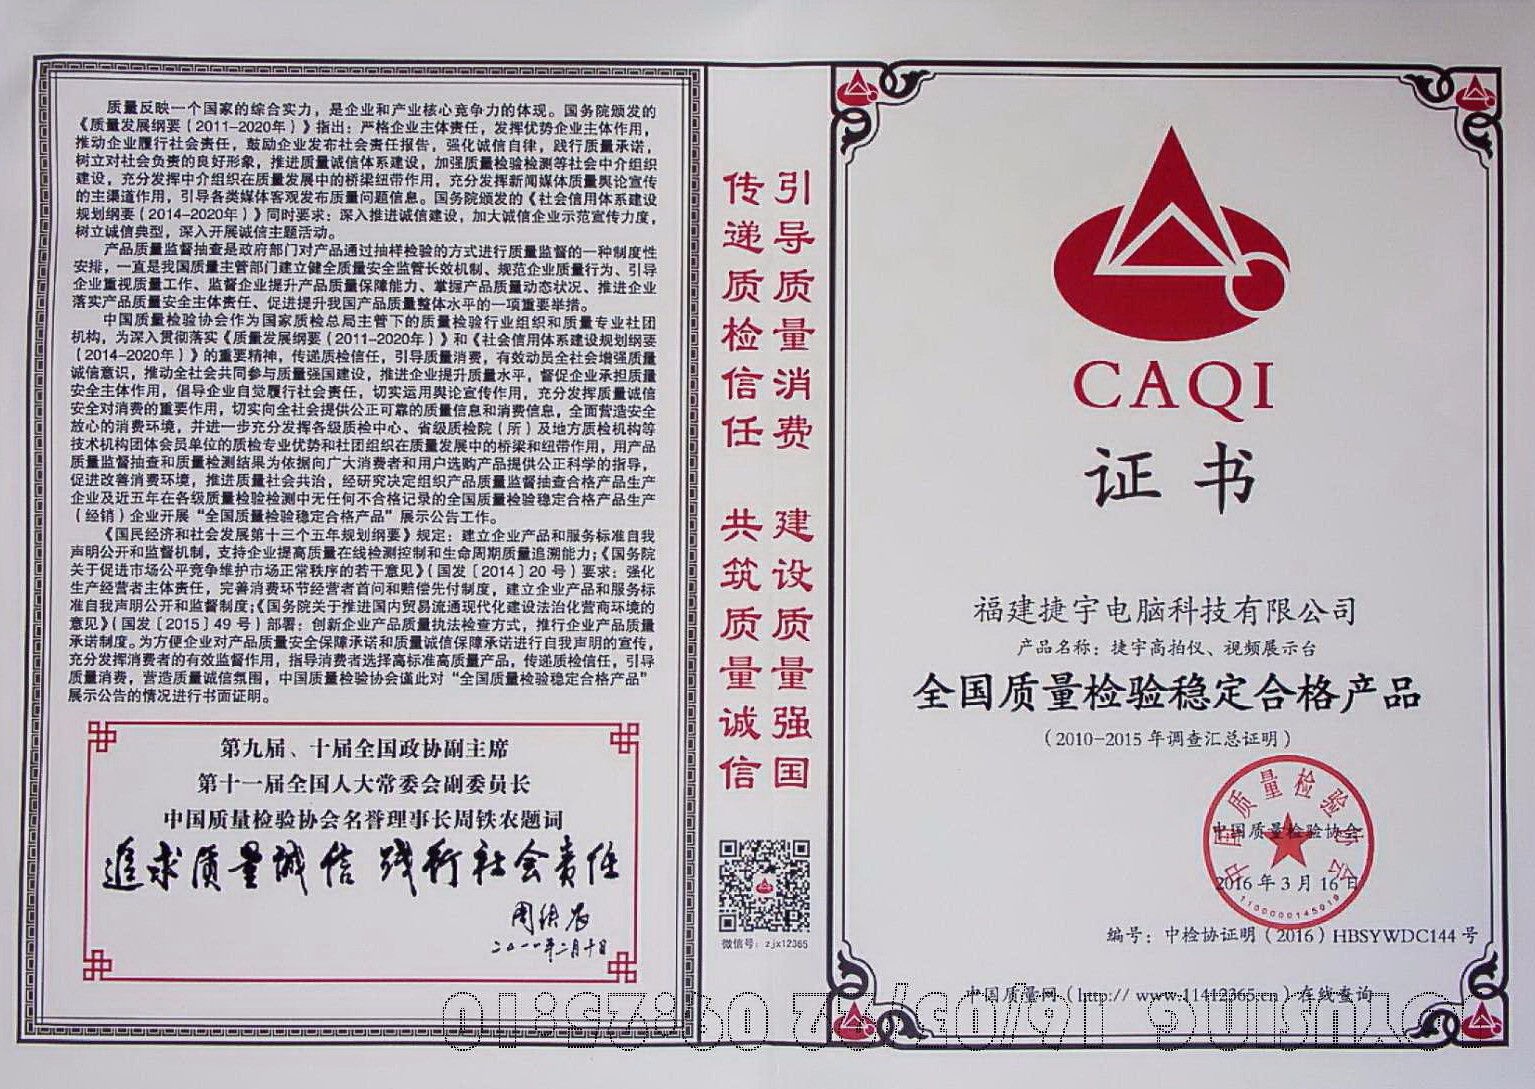 质量反映一个国家的综合实力，是企业和产业核心竞争力的体现。国务院颁发的
《质量发展纲要（2011-2020年）》指出：严格企业主体责任，发挥优势企业主体作用，
推动企业履行社会责任，鼓励企业发布社会责任报告，强化诚信自律，践行质量承诺，
树立对社会负责的良好形象，推进质量诚信体系建设，加强质量检验检测等社会中介组织
建设，充分发挥中介组织在质量发展中的桥梁纽带作用，充分发挥新闻媒体质量舆论宣传
的主渠道作用，引导各类媒体客观发布质量问题信息。国务院颁发的《社会信用体系建设
规划纲要（2014-2020年）》同时要求：深入推进诚信建设，加大诚信企业示范宣传力度，
树立诚信典型，深入开展诚信主题活动。
产品质量监督抽查是政府部门对产品通过抽样检验的方式进行质量监督的一种制度性
安排，一直是我国质量主管部门建立健全质量安全监管长效机制、规范企业质量行为、引导
企业重视质量工作、监督企业提升产品质量保障能力、掌握产品质量动态状况、推进企业
落实产品质量安全主体责任、促进提升我国产品质量整体水平的一项重要举措。
中国质量检验协会作为国家质检总局主管下的质量检验行业组织和质量专业社团
机构，为深入贯彻落实《质量发展纲要（2011-2020年）》和《社会信用体系建设规划纲要
（2014-2020年）》的重要精神，传递质检信任，引导质量消费，有效动员全社会增强质量
诚信意识，推动全社会共同参与质量强国建设，推进企业提升质量水平，督促企业承担质量
安全主体作用，倡导企业自觉履行社会责任，切实运用舆论宣传作用，充分发挥质量诚信
安全对消费的重要作用，切实向全社会提供公正可靠的质量信息和消费信息，全面营造安全
放心的消费环境，并进一步充分发挥各级质检中心、省级质检院（所）及地方质检机构等
技术机构团体会员单位的质检专业优势和社团组织在质量发展中的桥梁和纽带作用，用产品
质量监督抽查和质量检测结果为依据向广大消费者和用户选购产品提供公正科学的指导，
促进改善消费环境，推进质量社会共治，经研究决定组织产品质量监督抽查合格产品生产
企业及近五年在各级质量检验检测中无任何不合格记录的全国质量检验稳定合格产品生产
（经销）企业开展“全国质量检验稳定合格产品”展示公告工作。
《国民经济和社会发展第十三个五年规划纲要》规定：建立企业产品和服务标准自我
声明公开和监督机制，支持企业提高质量在线检测控制和生命周期质量追溯能力；《国务院
关于促进市场公平竞争维护市场正常秩序的若干意见》（国发〔2014〕20号）要求：强化
生产经营者主体责任，完善消费环节经营者首问和赔偿先付制度，建立企业产品和服务标
准自我声明公开和监督制度；《国务院关于推进国内贸易流通现代化建设法治化营商环境的
意见》（国发〔2015〕49号）部署：创新企业产品质量执法检查方式，推行企业产品质量
承诺制度。为方便企业对产品质量安全保障承诺和质量诚信保障承诺进行自我声明的宣传，
充分发挥消费者的有效监督作用，指导消费者选择高标准高质量产品，传递质检信任，引导
质量消费，营造质量诚信氛围，中国质量检验协会谨此对“全国质量检验稳定合格产品”
展示公告的情况进行书面证明。
第九届、十届全国政协副主席
第十一届全国人大常委会副委员长
中国质量检验协会名誉理事长周铁农题词
追求质量诚信 践行社会责任
周铁农
二〇一一年二月十日
引导质量消费 建设质量强国
传递质检信任 共筑质量诚信
微信号：zjx12365
CAQI
证书
福建捷宇电脑科技有限公司
产品名称：捷宇高拍仪、视频展示台
全国质量检验稳定合格产品
（2010-2015年调查汇总证明）
中国质量检验协会
中国质量检验协会
2016年3月16日
1100000145019
编号：中检协证明（2016）HBSYWDC144号
中国质量网（http://www.11412365.cn）在线查询